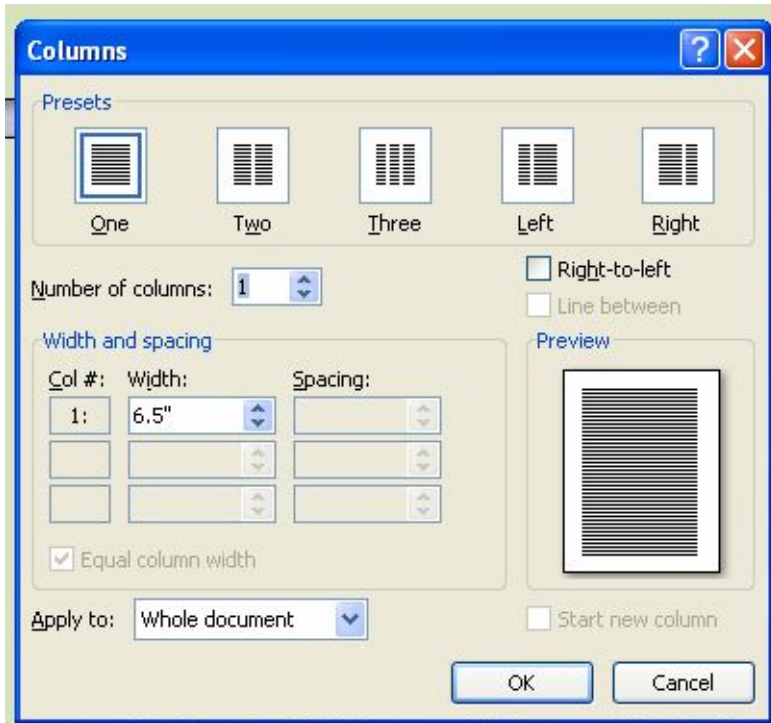 Columns
Presets
One Two Three Left Right
Number of columns: 1
Right-to-left
Line between
Width and spacing
Preview
Col #: Width: Spacing:
1: 6.5"
Equal column width
Apply to: Whole document
Start new column
OK Cancel